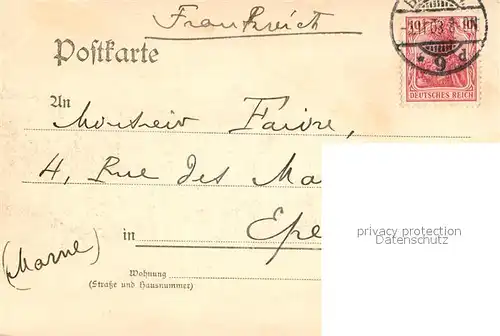 Frankreich
Postkarte
DEUTSCHES REICH
An
Monsieur Faivre,
4, Rue des Ma
in Epe
(Marne)
Wohnung
(Straße und Hausnummer)
privacy protection
Datenschutz